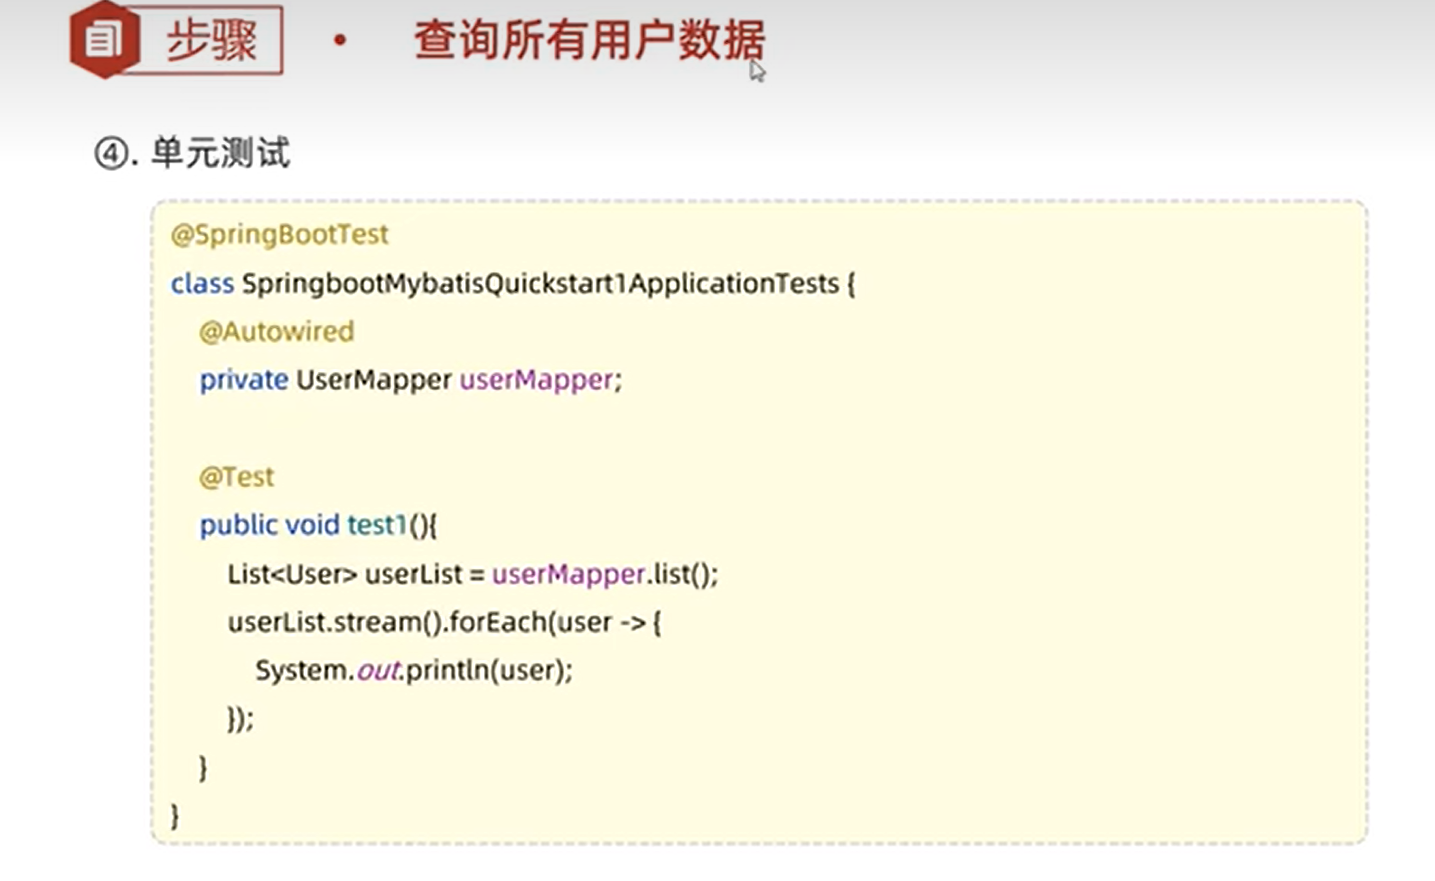 步骤 • 查询所有用户数据
④. 单元测试
@SpringBootTest
class SpringbootMybatisQuickstart1ApplicationTests {
@Autowired
private UserMapper userMapper;
@Test
public void test1(){
List<User> userList = userMapper.list();
userList.stream().forEach(user -> {
System.out.println(user);
});
}
}